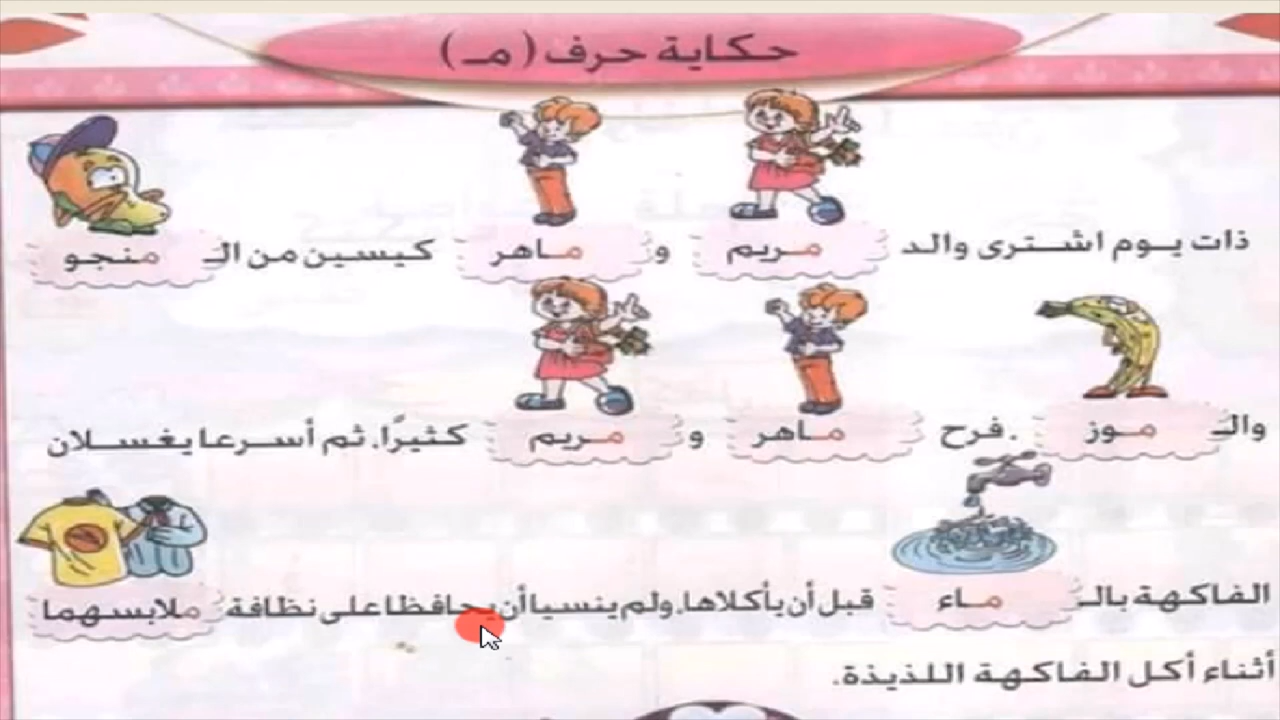 حكاية حرف ( مـ )
ذات يوم اشترى والد مريم و ماهر كيسين من الـ منجو
والـ موز . فرح ماهر و مريم كثيرًا. ثم أسرعا يغسلان
الفاكهة بالـ ماء قبل أن يأكلاها، ولم ينسيا أن يحافظا على نظافة ملابسهما
أثناء أكل الفاكهة اللذيذة.